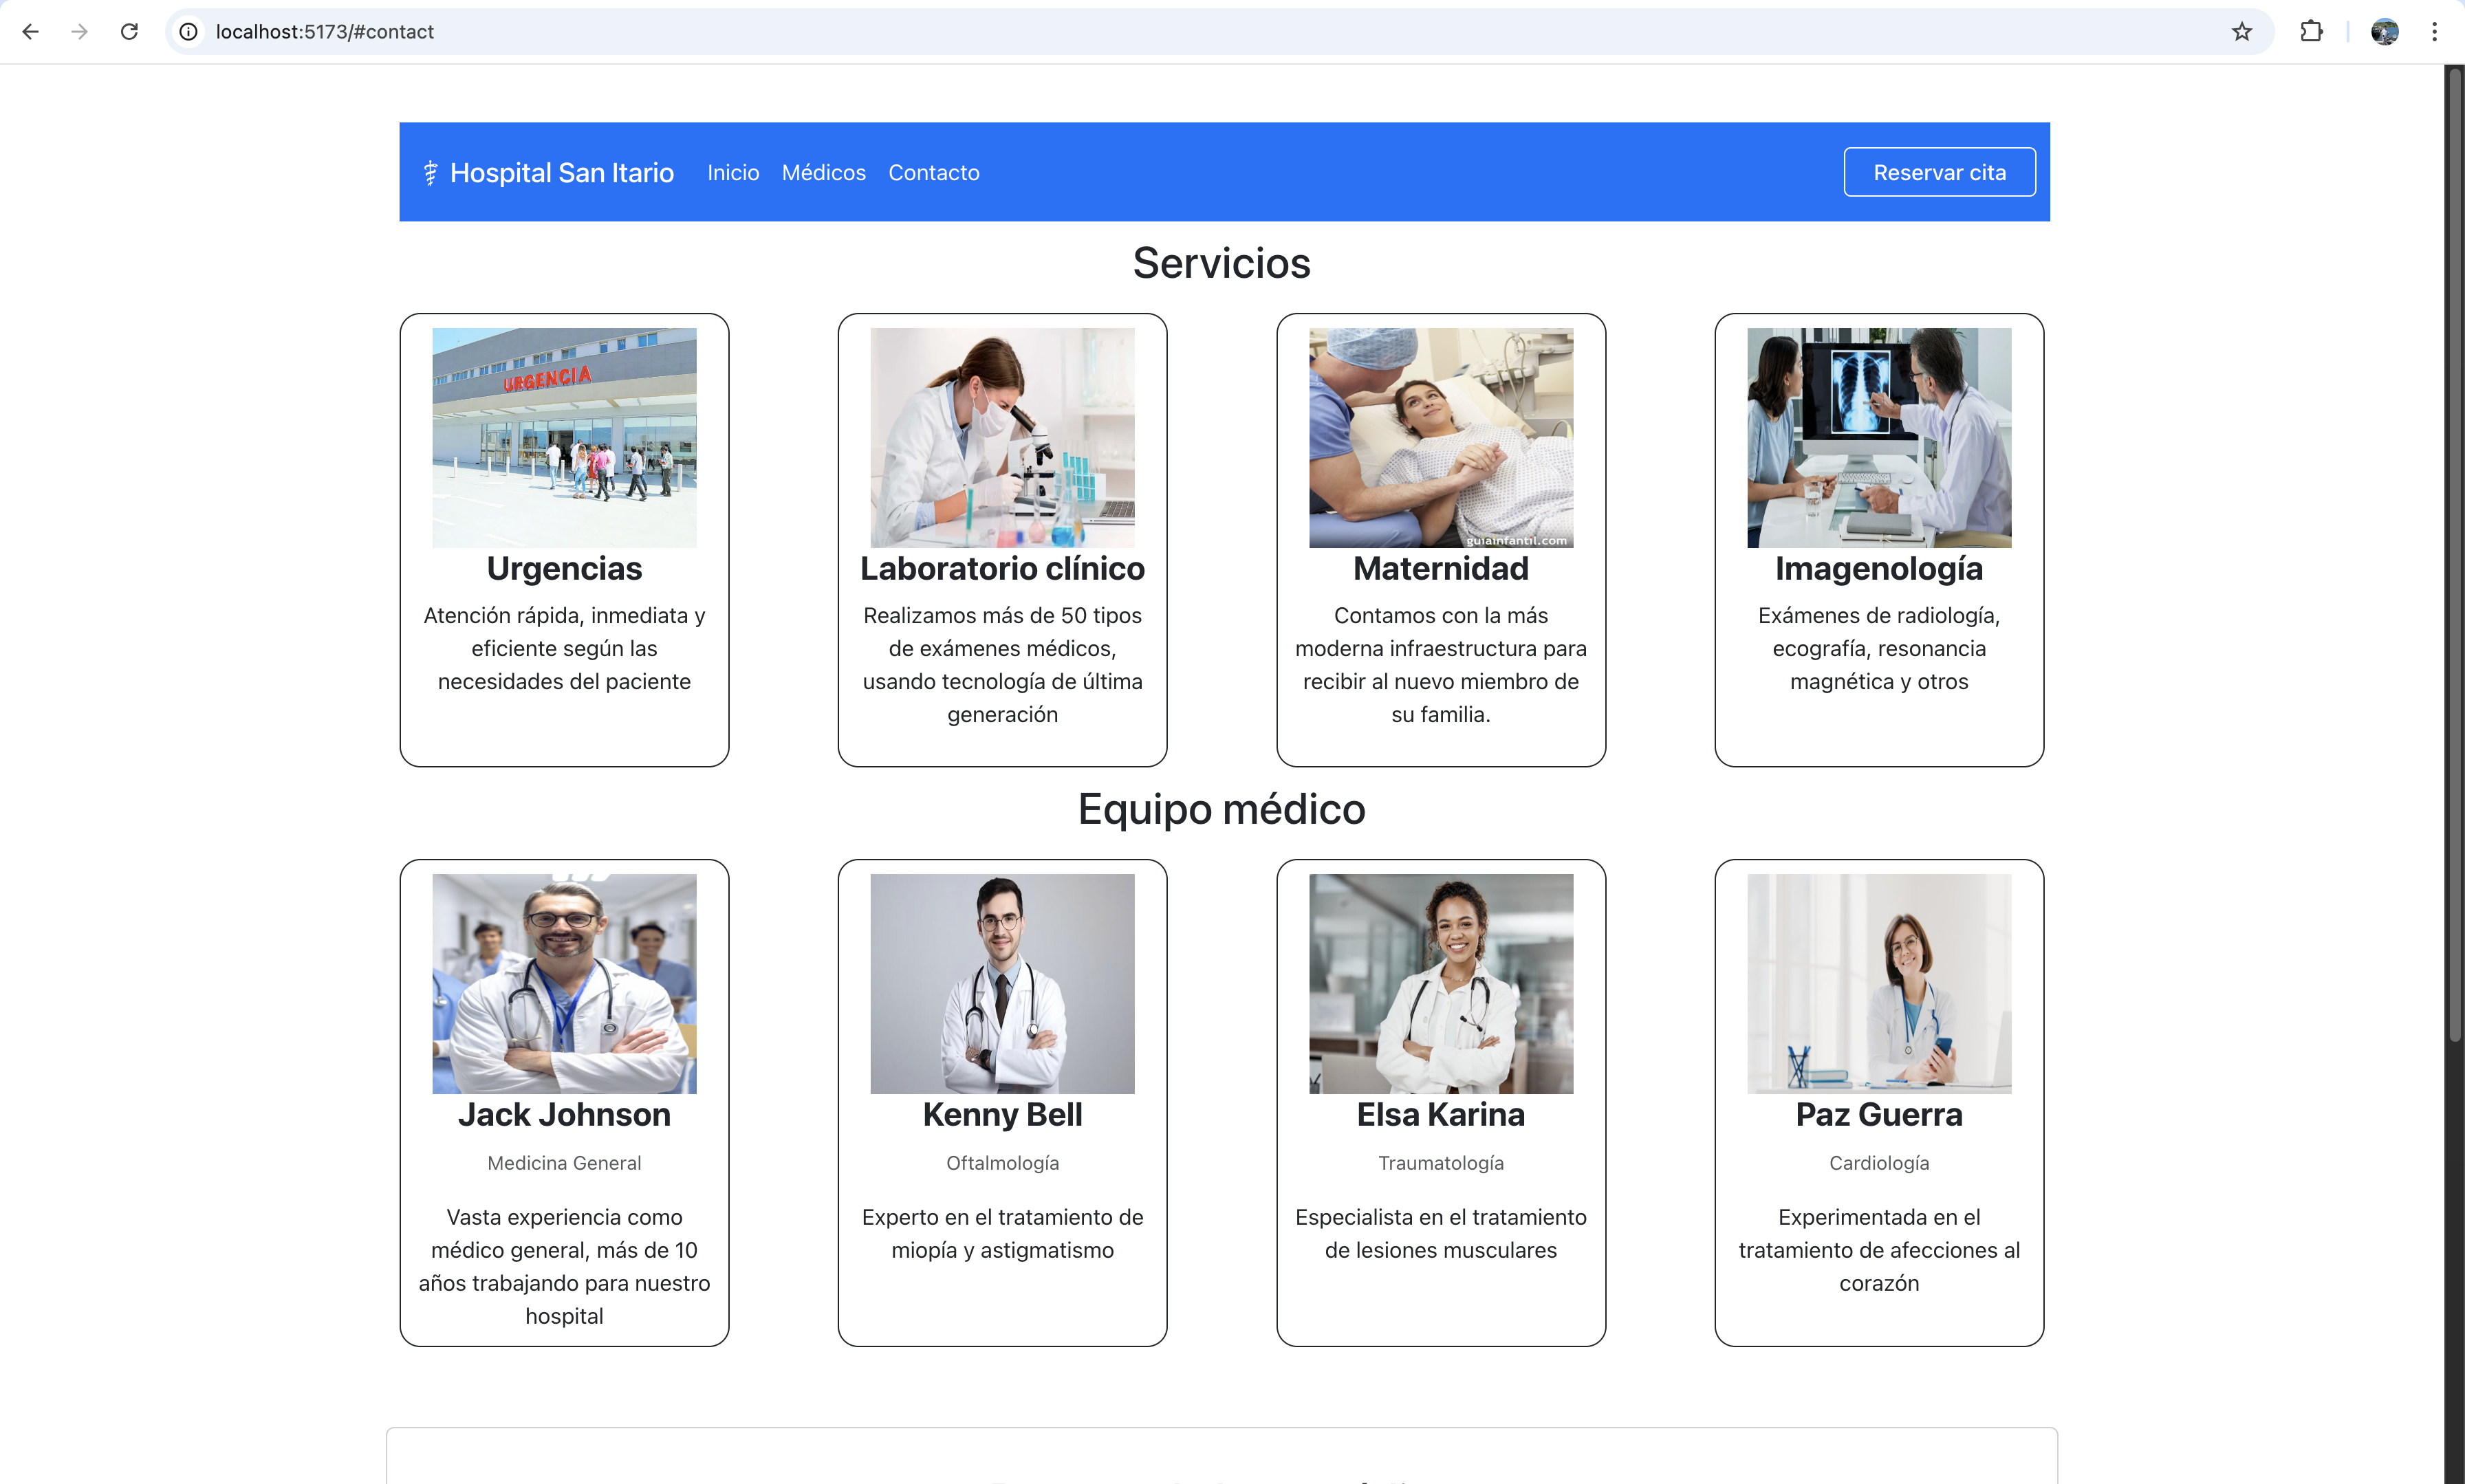 localhost:5173/#contact
Hospital San Itario
Inicio
Médicos
Contacto
Reservar cita
Servicios
URGENCIA
guiainfantil.com
Urgencias
Laboratorio clínico
Maternidad
Imagenología
Atención rápida, inmediata y
eficiente según las
necesidades del paciente
Realizamos más de 50 tipos
de exámenes médicos,
usando tecnología de última
generación
Contamos con la más
moderna infraestructura para
recibir al nuevo miembro de
su familia.
Exámenes de radiología,
ecografía, resonancia
magnética y otros
Equipo médico
Jack Johnson
Medicina General
Vasta experiencia como
médico general, más de 10
años trabajando para nuestro
hospital
Kenny Bell
Oftalmología
Experto en el tratamiento de
miopía y astigmatismo
Elsa Karina
Traumatología
Especialista en el tratamiento
de lesiones musculares
Paz Guerra
Cardiología
Experimentada en el
tratamiento de afecciones al
corazón